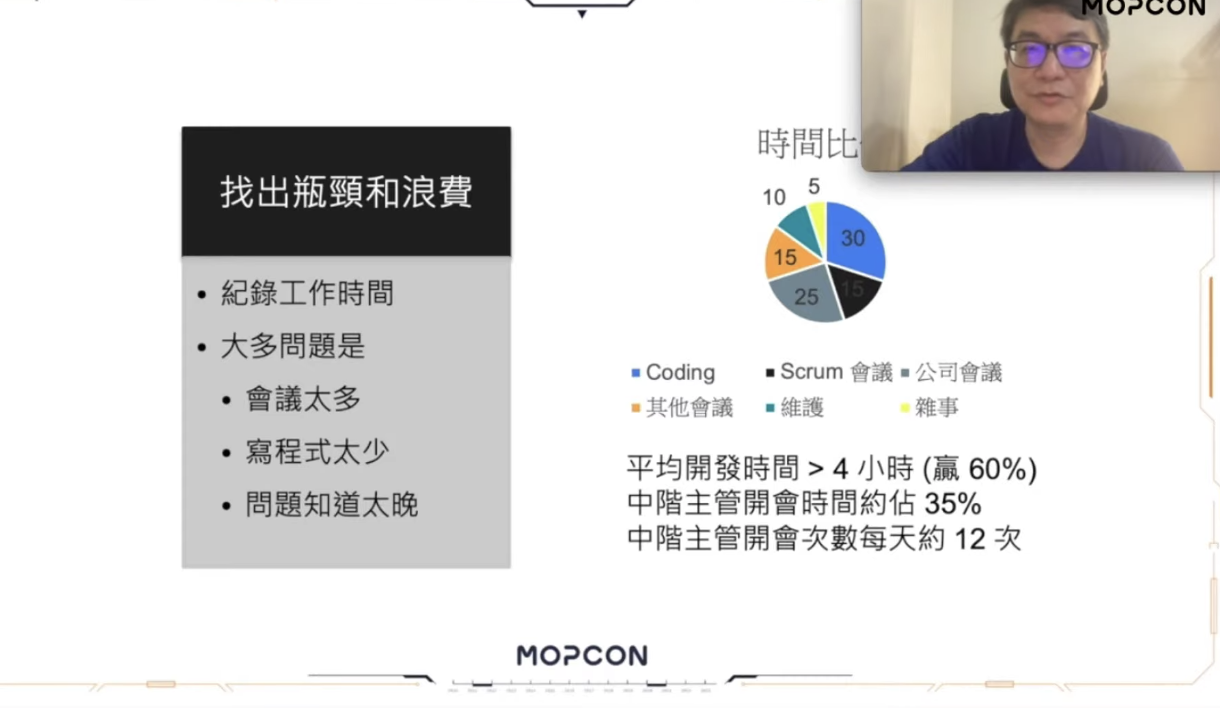 MOPCON
找出瓶頸和浪費
• 紀錄工作時間
• 大多問題是
• 會議太多
• 寫程式太少
• 問題知道太晚
時間比
5
10
30
15
15
25
Coding
Scrum 會議
公司會議
其他會議
維護
雜事
平均開發時間 > 4 小時 (贏 60%)
中階主管開會時間約佔 35%
中階主管開會次數每天約 12 次
MOPCON